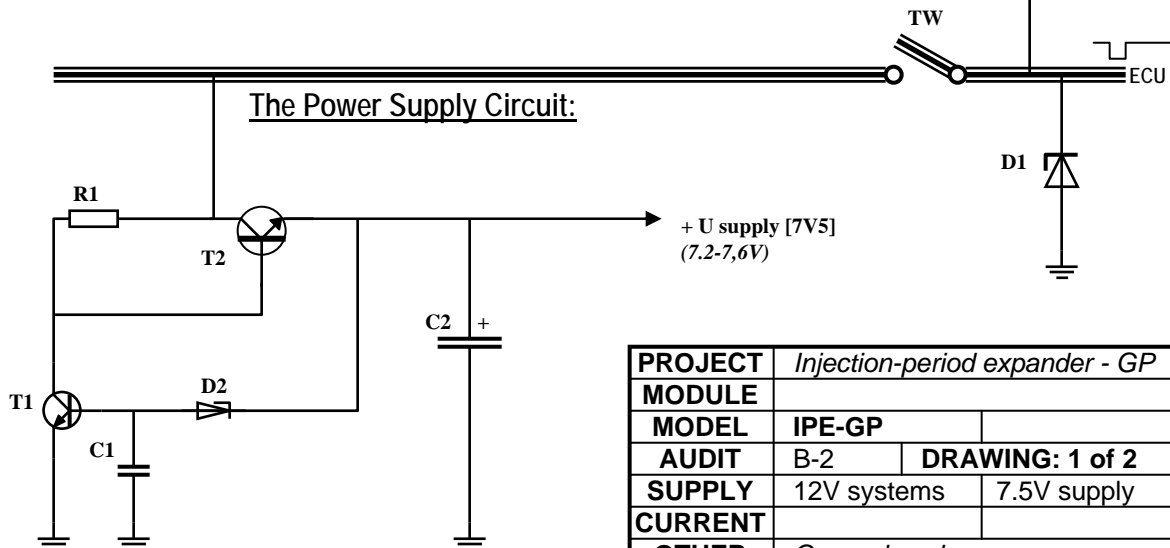 TW
ECU
The Power Supply Circuit:
D1
R1
T2
+ U supply [7V5]
(7.2-7,6V)
C2 +
D2
T1
C1
PROJECT Injection-period expander - GP
MODULE
MODEL IPE-GP
AUDIT B-2 DRAWING: 1 of 2
SUPPLY 12V systems 7.5V supply
CURRENT